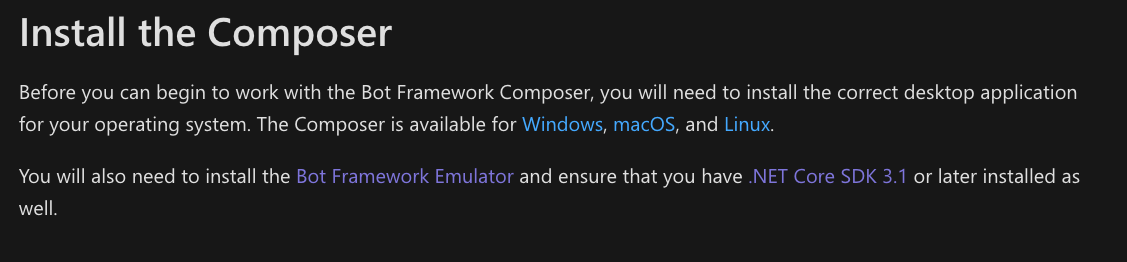 Install the Composer
Before you can begin to work with the Bot Framework Composer, you will need to install the correct desktop application
for your operating system. The Composer is available for Windows, macOS, and Linux.
You will also need to install the Bot Framework Emulator and ensure that you have .NET Core SDK 3.1 or later installed as
well.